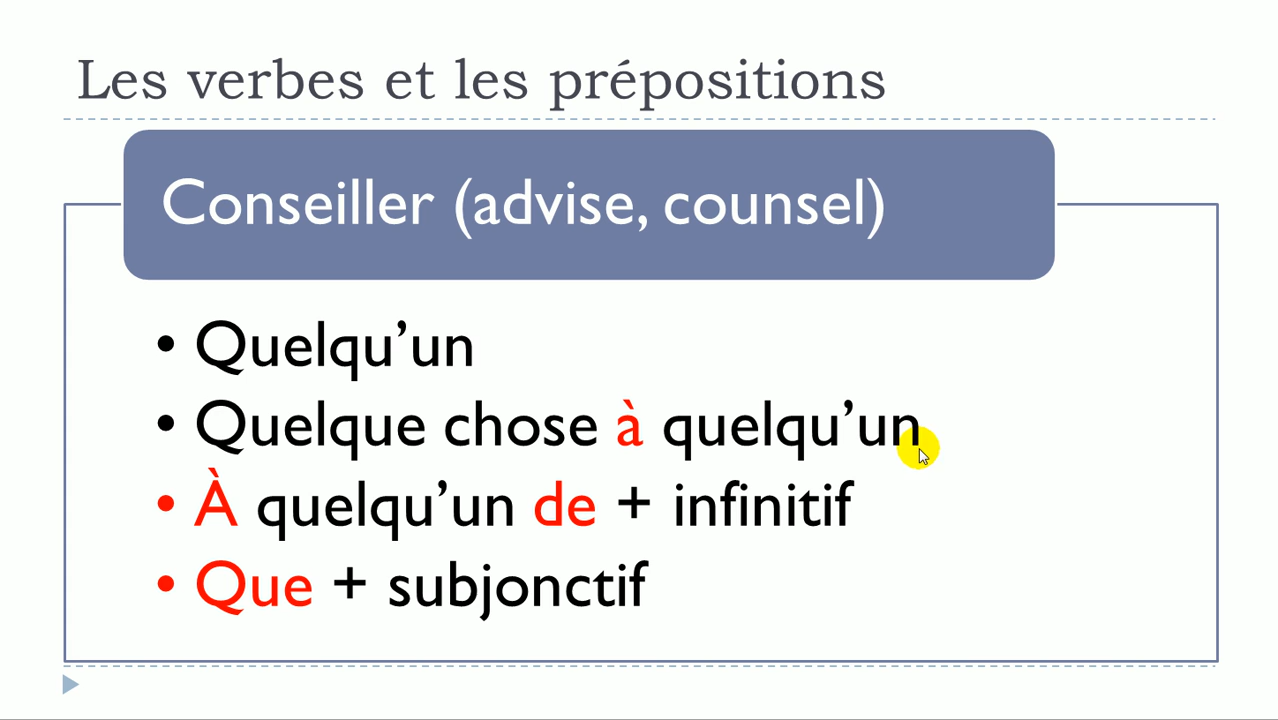 Les verbes et les prépositions
Conseiller (advise, counsel)
• Quelqu’un
• Quelque chose à quelqu’un
• À quelqu’un de + infinitif
• Que + subjonctif